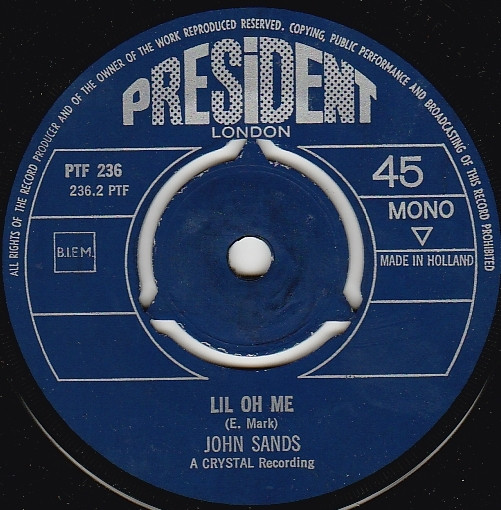 ALL RIGHTS OF THE RECORD PRODUCER AND OF THE OWNER OF THE WORK REPRODUCED RESERVED. COPYING, PUBLIC PERFORMANCE AND BROADCASTING OF THIS RECORD PROHIBITED
PRESIDENT
LONDON
PTF 236
236.2 PTF
45
MONO
B.I.E.M.
MADE IN HOLLAND
LIL OH ME
(E. Mark)
JOHN SANDS
A CRYSTAL Recording